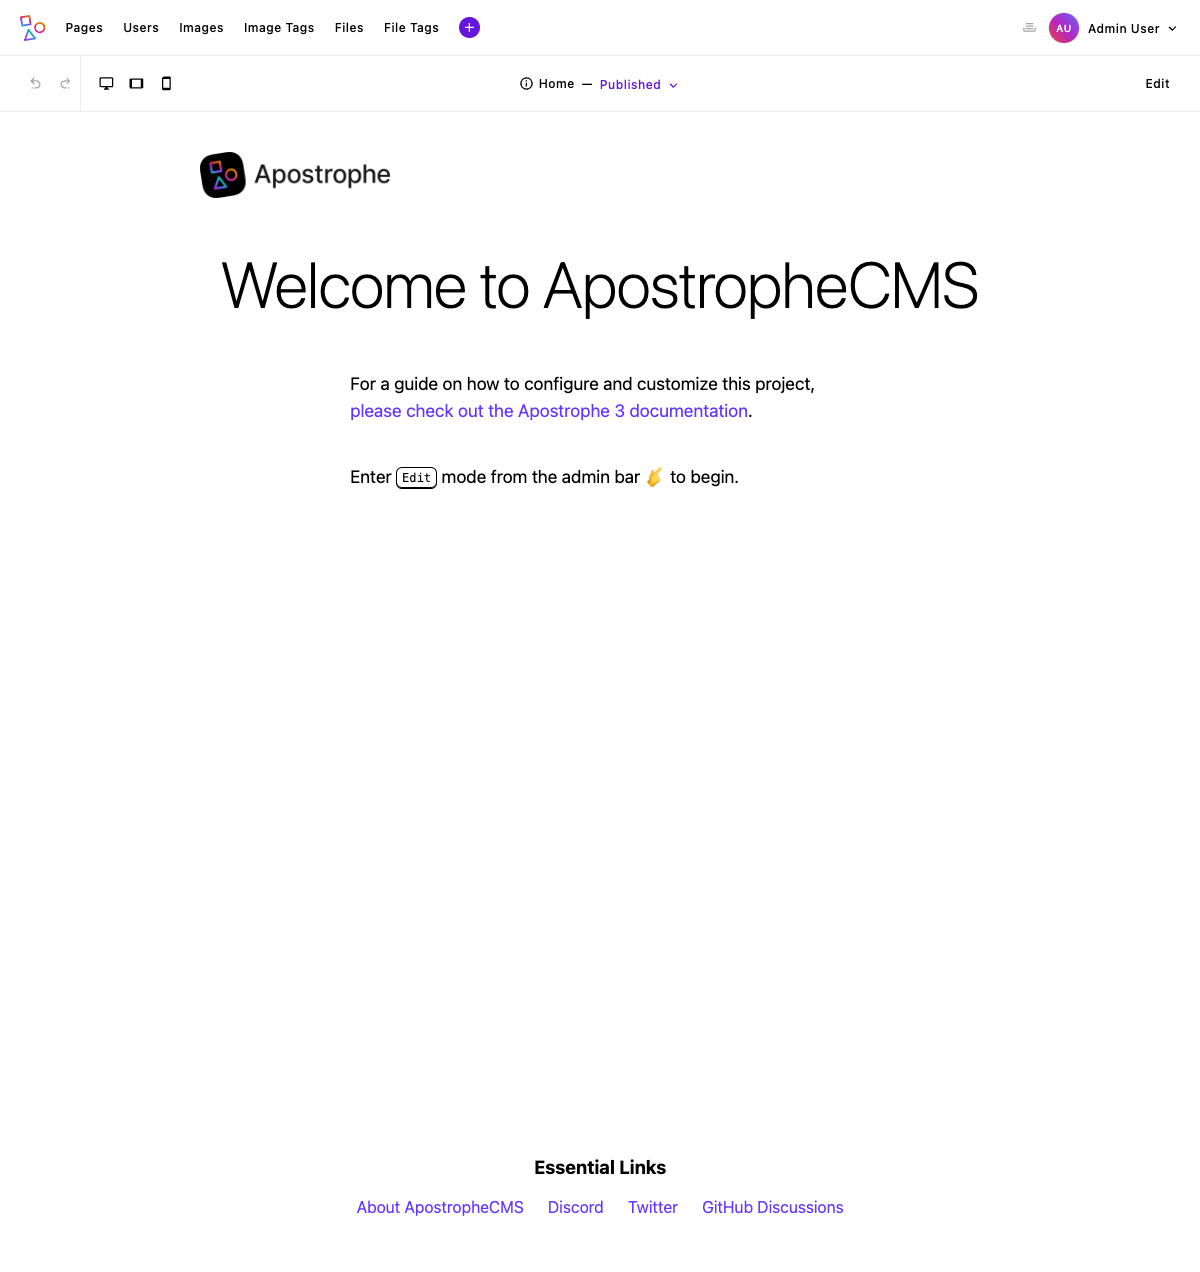 Pages Users Images Image Tags Files File Tags
AU Admin User
Home — Published
Edit
Apostrophe
Welcome to ApostropheCMS
For a guide on how to configure and customize this project,
please check out the Apostrophe 3 documentation.
Enter Edit mode from the admin bar 🫰 to begin.
Essential Links
About ApostropheCMS Discord Twitter GitHub Discussions